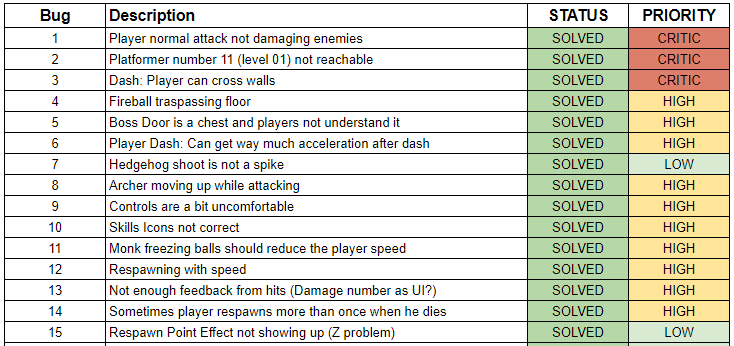 Bug Description STATUS PRIORITY
1 Player normal attack not damaging enemies SOLVED CRITIC
2 Platformer number 11 (level 01) not reachable SOLVED CRITIC
3 Dash: Player can cross walls SOLVED CRITIC
4 Fireball traspassing floor SOLVED HIGH
5 Boss Door is a chest and players not understand it SOLVED HIGH
6 Player Dash: Can get way much acceleration after dash SOLVED HIGH
7 Hedgehog shoot is not a spike SOLVED LOW
8 Archer moving up while attacking SOLVED HIGH
9 Controls are a bit uncomfortable SOLVED HIGH
10 Skills Icons not correct SOLVED HIGH
11 Monk freezing balls should reduce the player speed SOLVED HIGH
12 Respawning with speed SOLVED HIGH
13 Not enough feedback from hits (Damage number as UI?) SOLVED HIGH
14 Sometimes player respawns more than once when he dies SOLVED HIGH
15 Respawn Point Effect not showing up (Z problem) SOLVED LOW